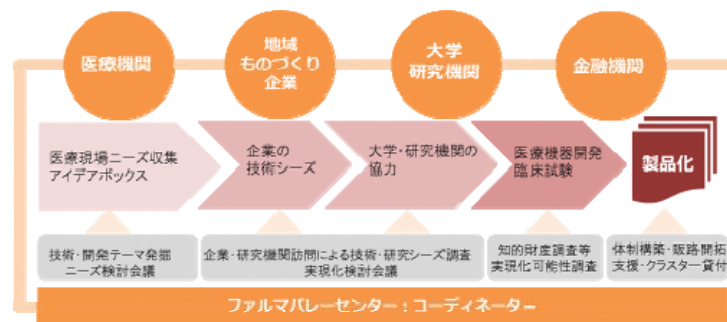 医療機関
地域
ものづくり
企業
大学
研究機関
金融機関
医療現場ニーズ収集
アイデアボックス
企業の
技術シーズ
大学・研究機関の
協力
医療機器開発
臨床試験
製品化
技術・開発テーマ発掘
ニーズ検討会議
企業・研究機関訪問による技術・研究シーズ調査
実現化検討会議
知的財産調査等
実現化可能性調査
体制構築・販路開拓
支援・クラスター貸付
ファルマバレーセンター：コーディネーター